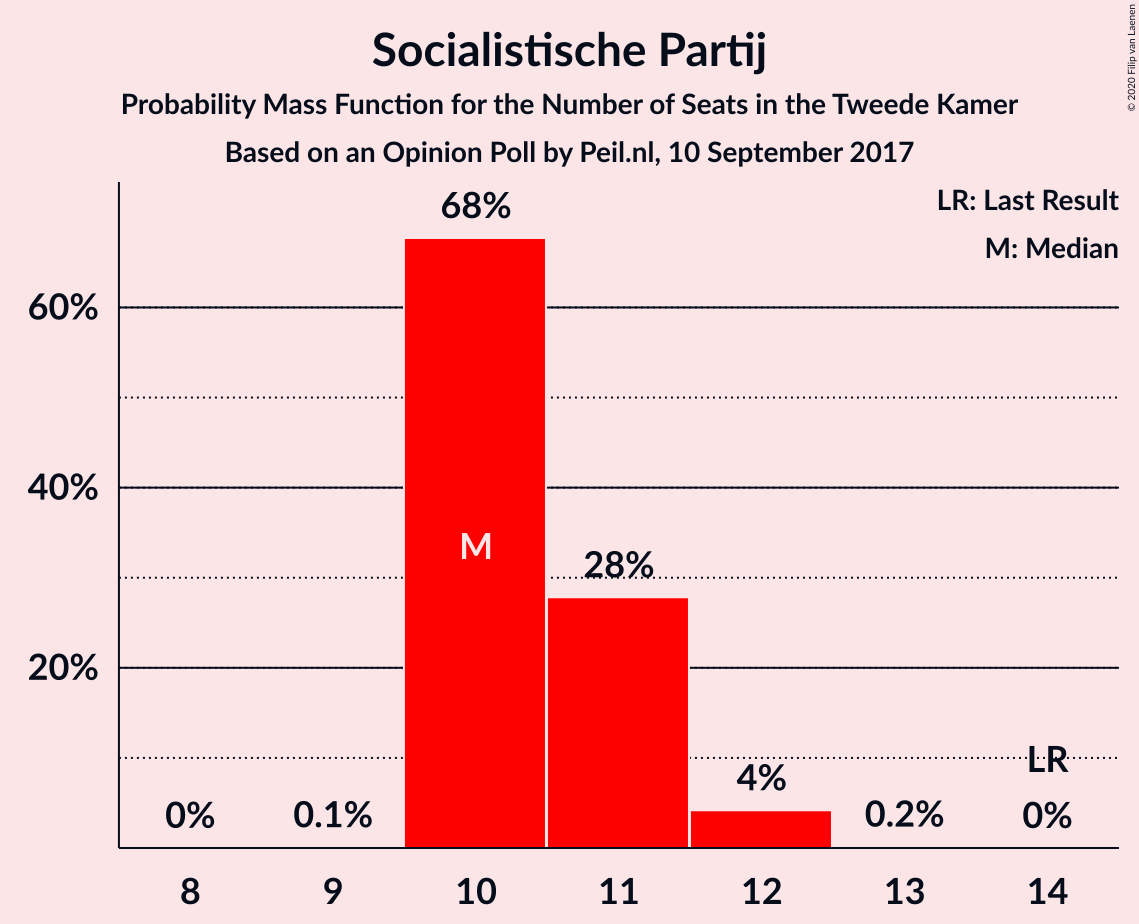 Socialistische Partij
Probability Mass Function for the Number of Seats in the Tweede Kamer
Based on an Opinion Poll by Peil.nl, 10 September 2017
© 2020 Filip van Laenen
LR: Last Result
M: Median
68%
60%
40%
M
28%
20%
LR
4%
0%
0.1%
0.2%
0%
8
9
10
11
12
13
14